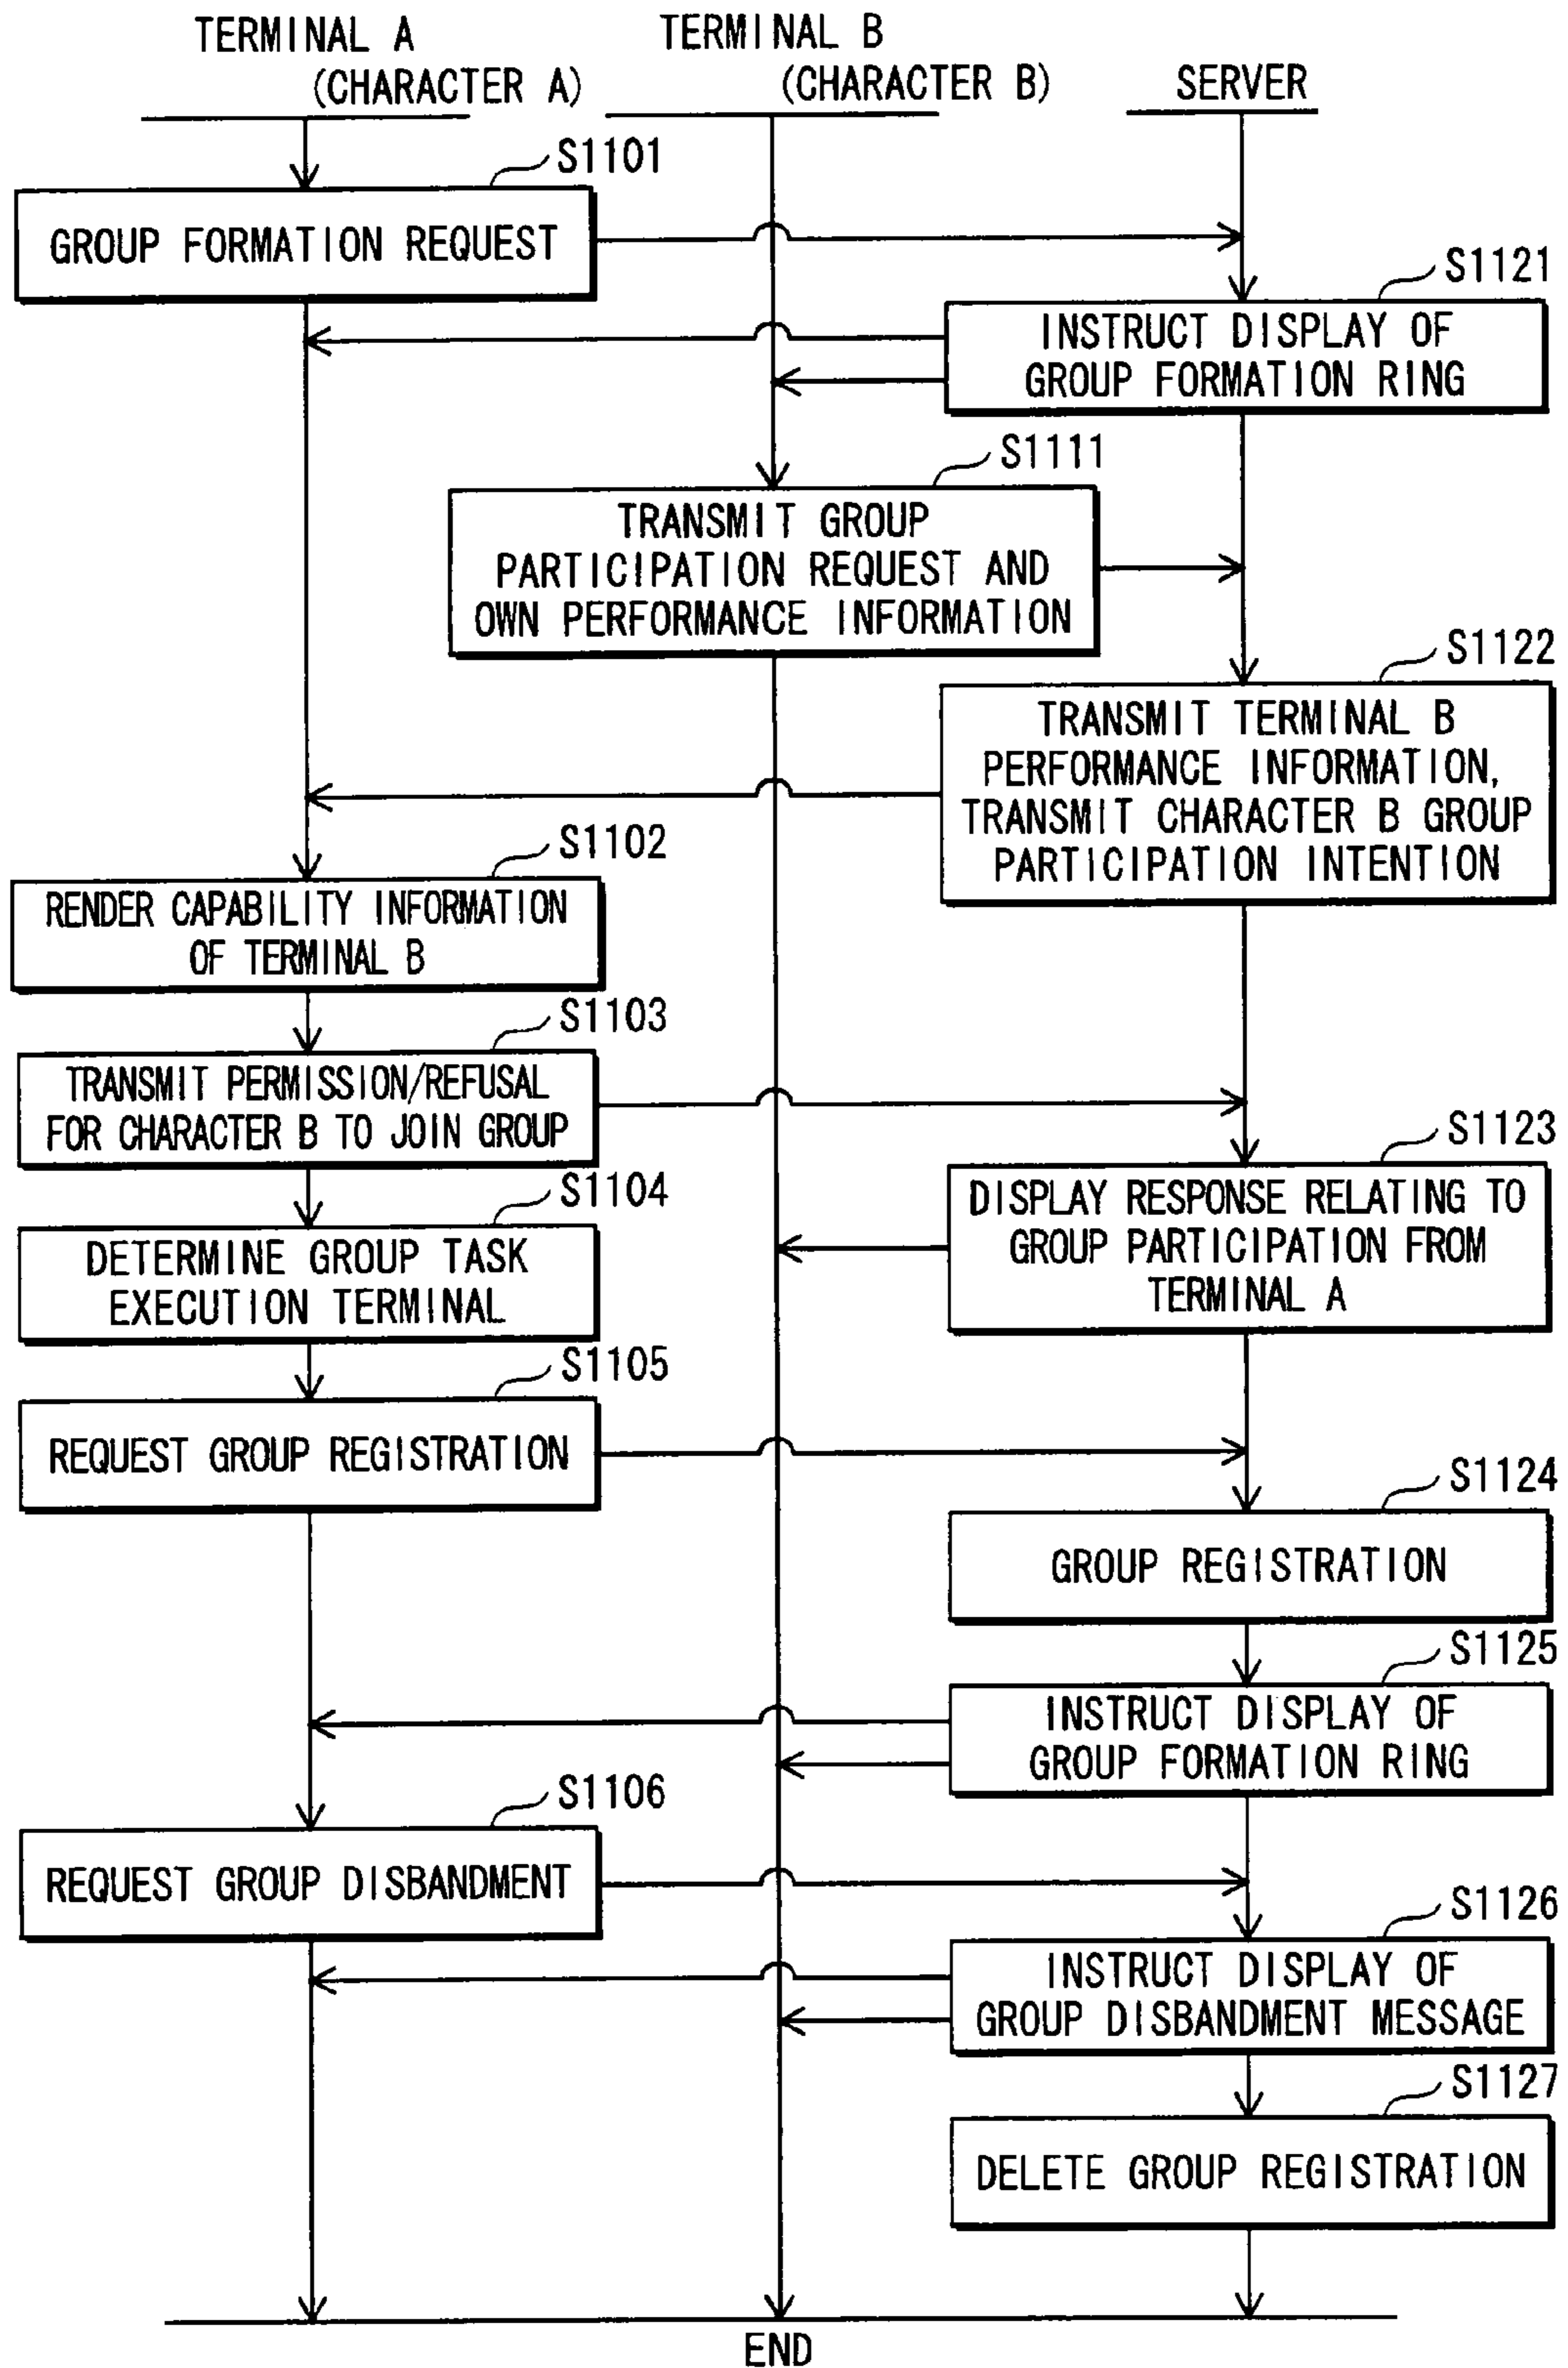 TERMINAL A
(CHARACTER A)
TERMINAL B
(CHARACTER B)
SERVER
S1101
GROUP FORMATION REQUEST
S1121
INSTRUCT DISPLAY OF
GROUP FORMATION RING
S1111
TRANSMIT GROUP
PARTICIPATION REQUEST AND
OWN PERFORMANCE INFORMATION
S1122
TRANSMIT TERMINAL B
PERFORMANCE INFORMATION,
TRANSMIT CHARACTER B GROUP
PARTICIPATION INTENTION
S1102
RENDER CAPABILITY INFORMATION
OF TERMINAL B
S1103
TRANSMIT PERMISSION/REFUSAL
FOR CHARACTER B TO JOIN GROUP
S1123
DISPLAY RESPONSE RELATING TO
GROUP PARTICIPATION FROM
TERMINAL A
S1104
DETERMINE GROUP TASK
EXECUTION TERMINAL
S1105
REQUEST GROUP REGISTRATION
S1124
GROUP REGISTRATION
S1125
INSTRUCT DISPLAY OF
GROUP FORMATION RING
S1106
REQUEST GROUP DISBANDMENT
S1126
INSTRUCT DISPLAY OF
GROUP DISBANDMENT MESSAGE
S1127
DELETE GROUP REGISTRATION
END